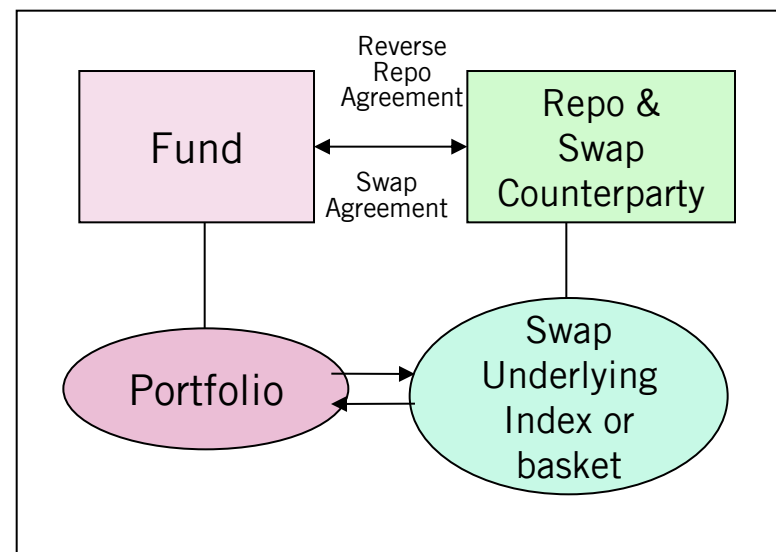 Reverse
Repo
Agreement
Fund
Repo &
Swap
Counterparty
Swap
Agreement
Portfolio
Swap
Underlying
Index or
basket